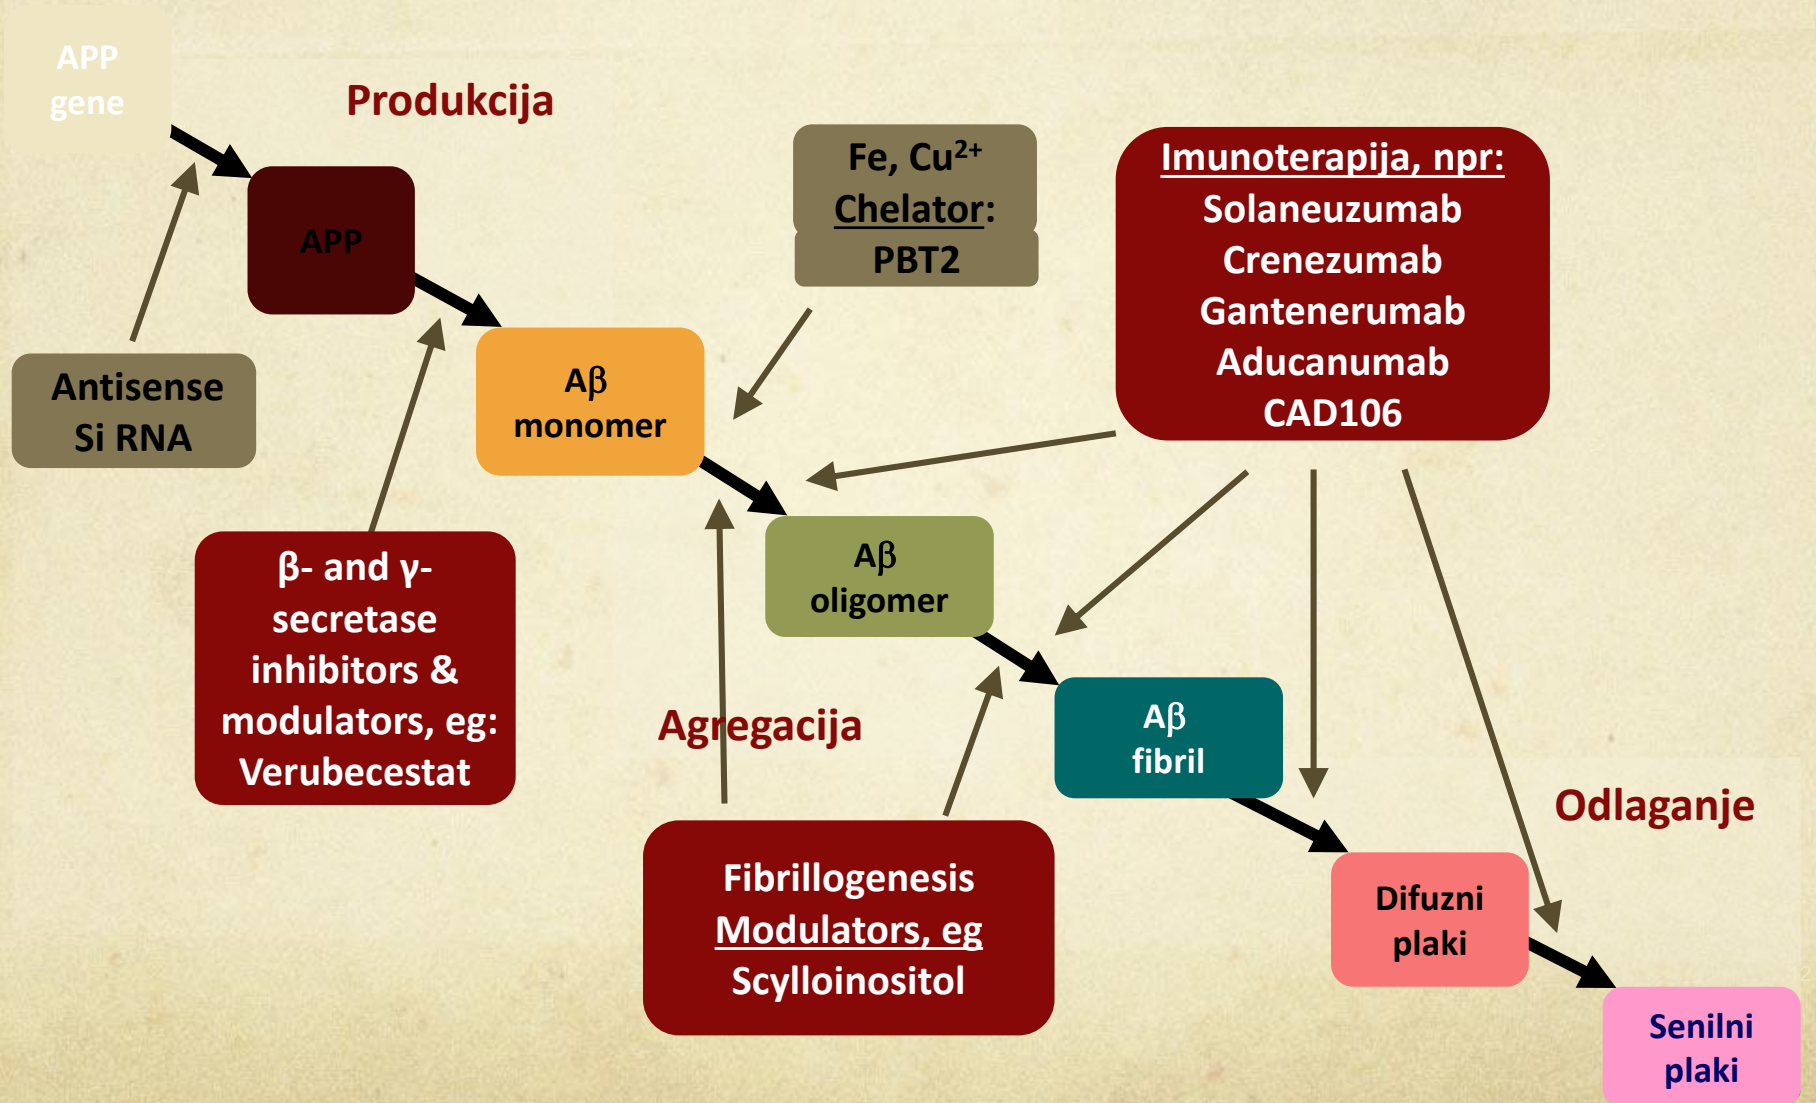 APP
gene
Produkcija
APP
Fe, Cu²⁺
Chelator:
PBT2
Imunoterapija, npr:
Solaneuzumab
Crenezumab
Gantenerumab
Aducanumab
CAD106
Antisense
Si RNA
Aβ
monomer
β- and γ-
secretase
inhibitors &
modulators, eg:
Verubecestat
Aβ
oligomer
Agregacija
Aβ
fibril
Odlaganje
Fibrillogenesis
Modulators, eg
Scylloinositol
Difuzni
plaki
Senilni
plaki